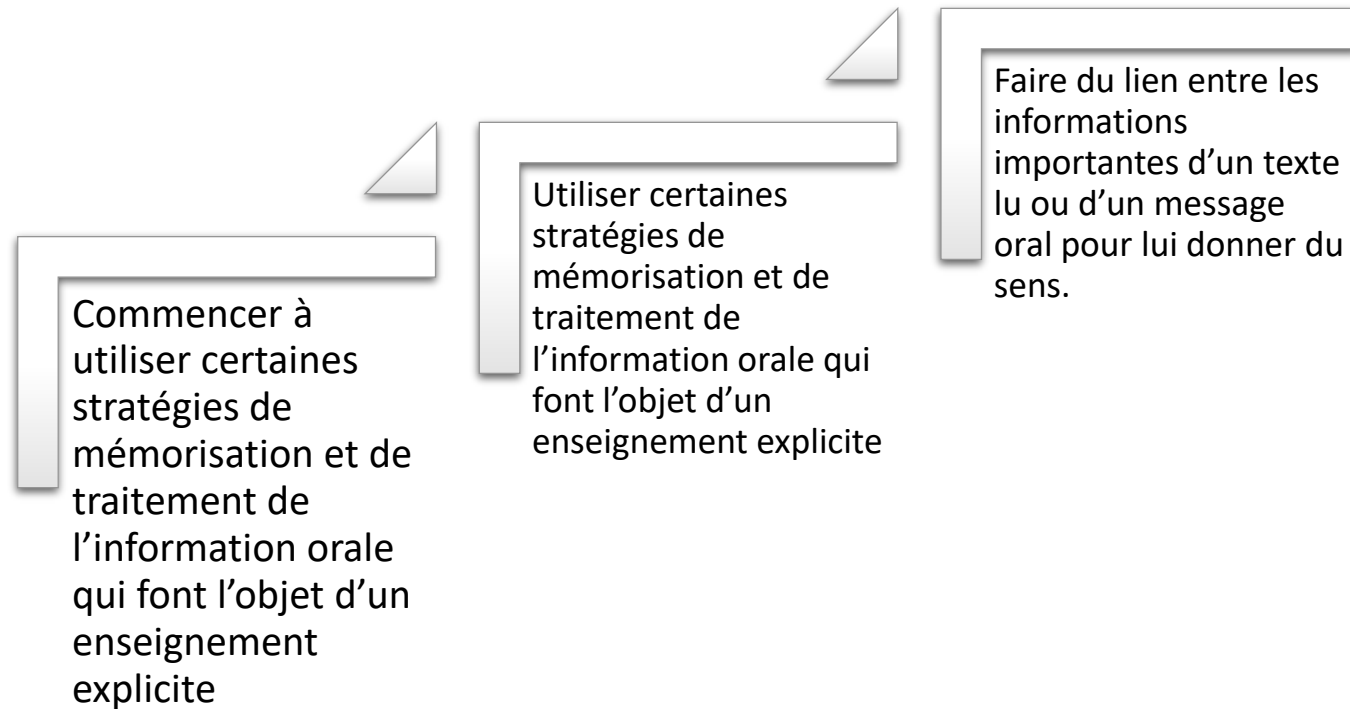 Commencer à
utiliser certaines
stratégies de
mémorisation et de
traitement de
l’information orale
qui font l’objet d’un
enseignement
explicite
Utiliser certaines
stratégies de
mémorisation et de
traitement de
l’information orale qui
font l’objet d’un
enseignement explicite
Faire du lien entre les
informations
importantes d’un texte
lu ou d’un message
oral pour lui donner du
sens.